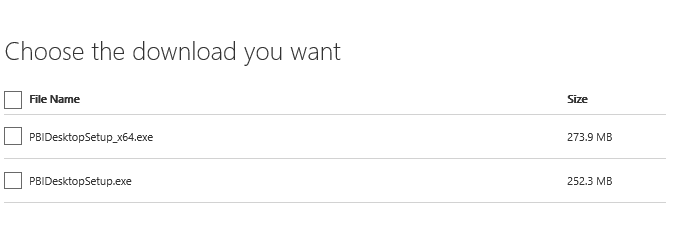 Choose the download you want
File Name Size
PBIDesktopSetup_x64.exe 273.9 MB
PBIDesktopSetup.exe 252.3 MB